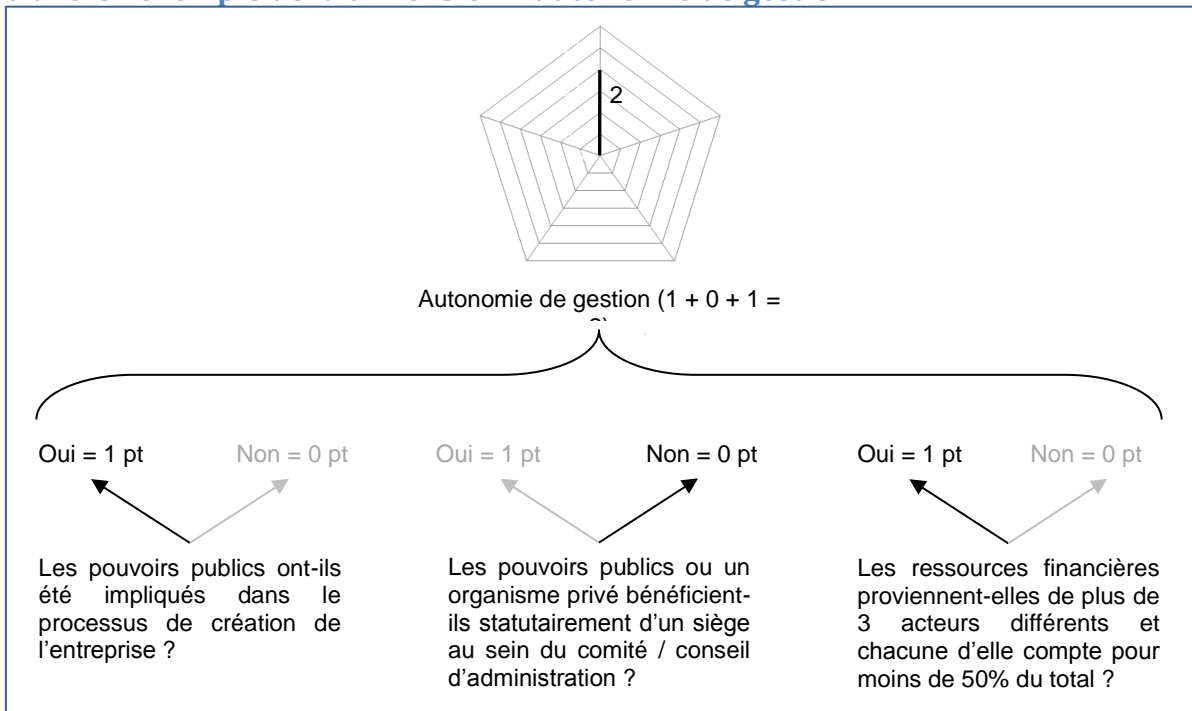 2
Autonomie de gestion (1 + 0 + 1 =
Oui = 1 pt Non = 0 pt Oui = 1 pt Non = 0 pt Oui = 1 pt Non = 0 pt
Les pouvoirs publics ont-ils
été impliqués dans le
processus de création de
l'entreprise ?
Les pouvoirs publics ou un
organisme privé bénéficient-
ils statutairement d'un siège
au sein du comité / conseil
d'administration ?
Les ressources financières
proviennent-elles de plus de
3 acteurs différents et
chacune d'elle compte pour
moins de 50% du total ?